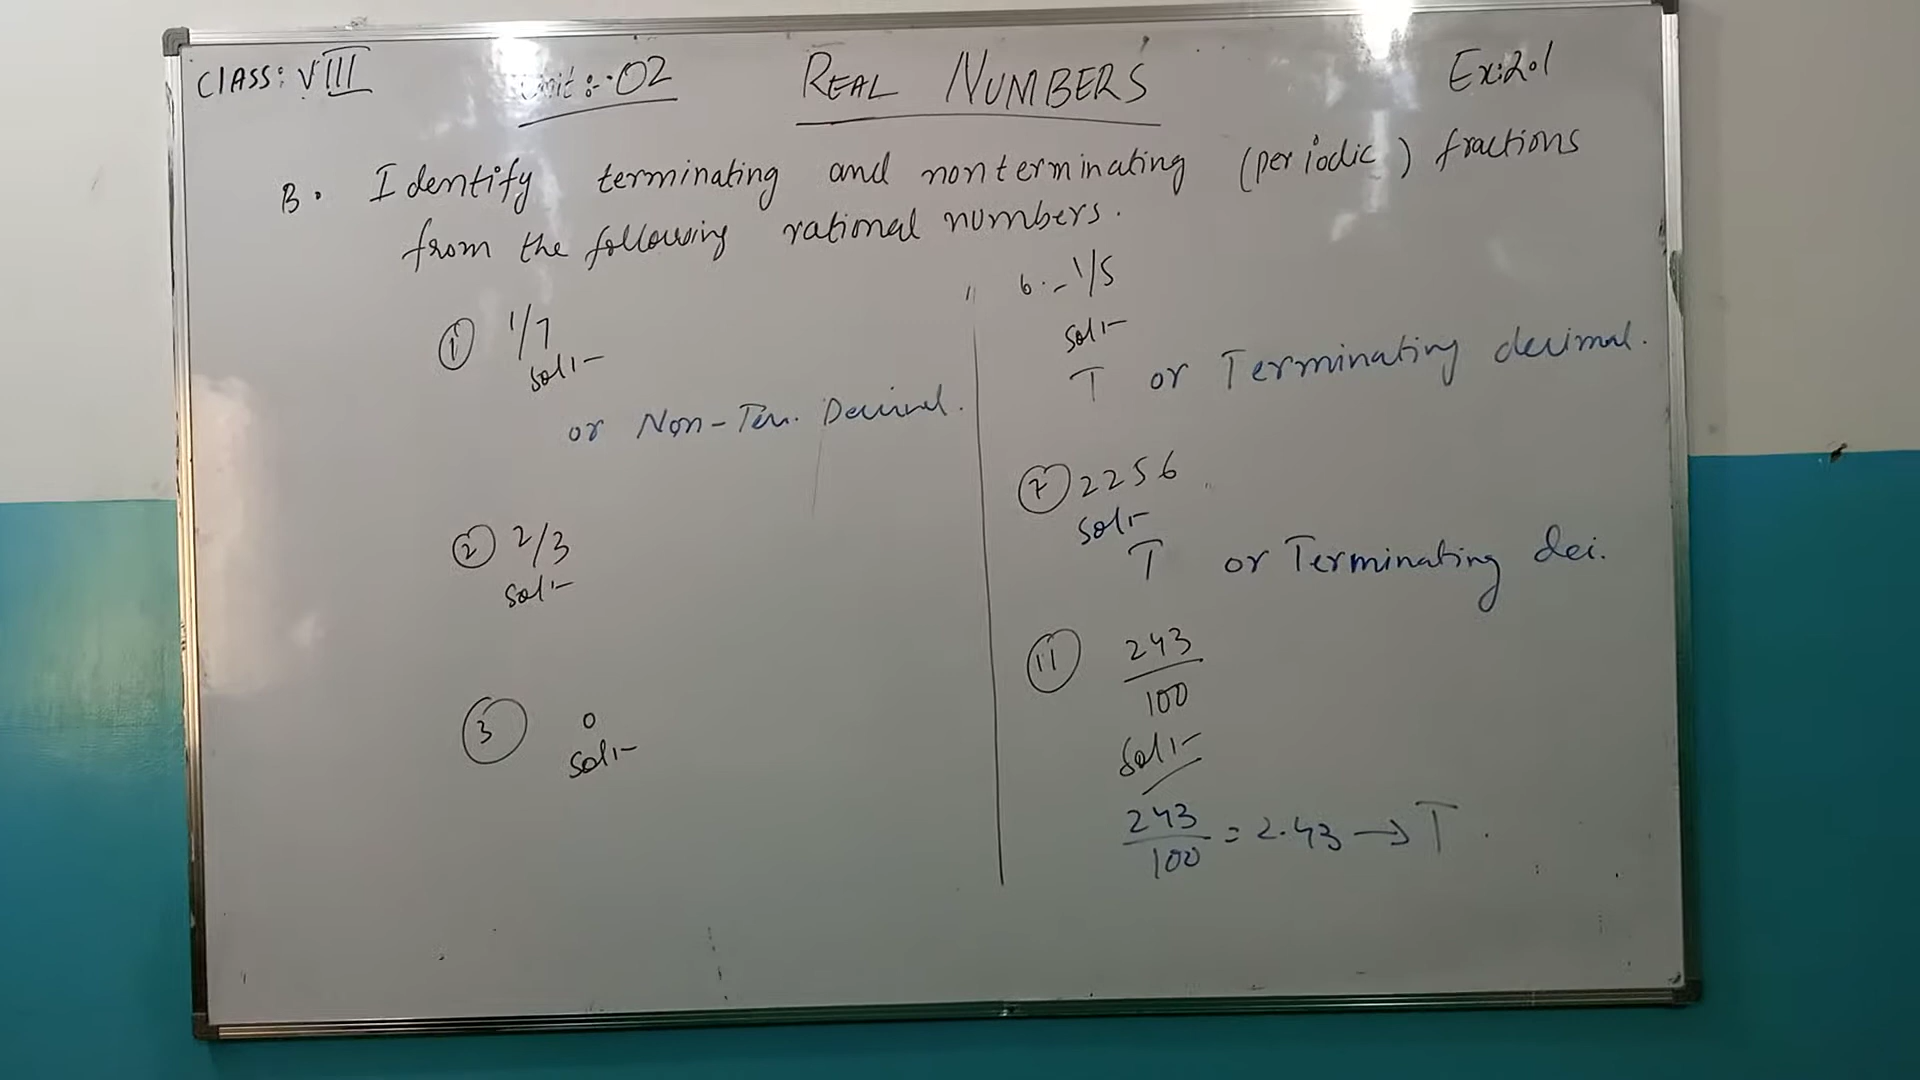 CLASS: VIII Unit :- 02 REAL NUMBERS Ex:2.1
B. Identify terminating and nonterminating (periodic) fractions
from the following rational numbers.
① 1/7
Sol:-
or Non-Ter. Decimal.
② 2/3
Sol:-
③ 0
Sol:-
6. -1/5
Sol:-
T or Terminating decimal.
⑦ 2256
Sol:-
T or Terminating dei.
⑪ 243/100
Sol:-
243/100 = 2.43 → T.